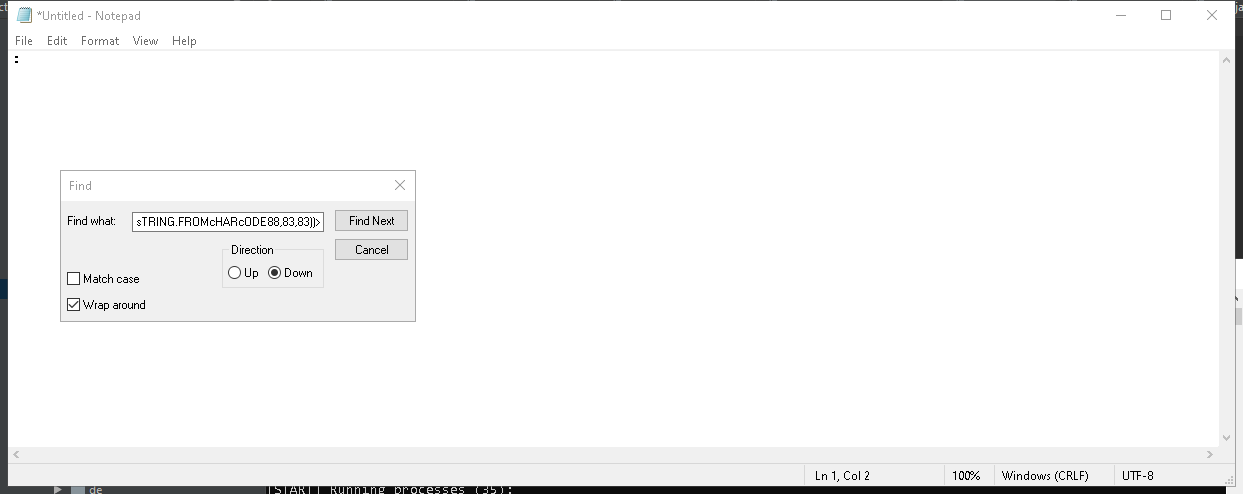 *Untitled - Notepad
File Edit Format View Help
:
Find
Find what: sTRING.FROMcHARcODE88,83,83))> Find Next
Direction Cancel
Up Down
Match case
Wrap around
Ln 1, Col 2 100% Windows (CRLF) UTF-8
de [START] Running processes (35):